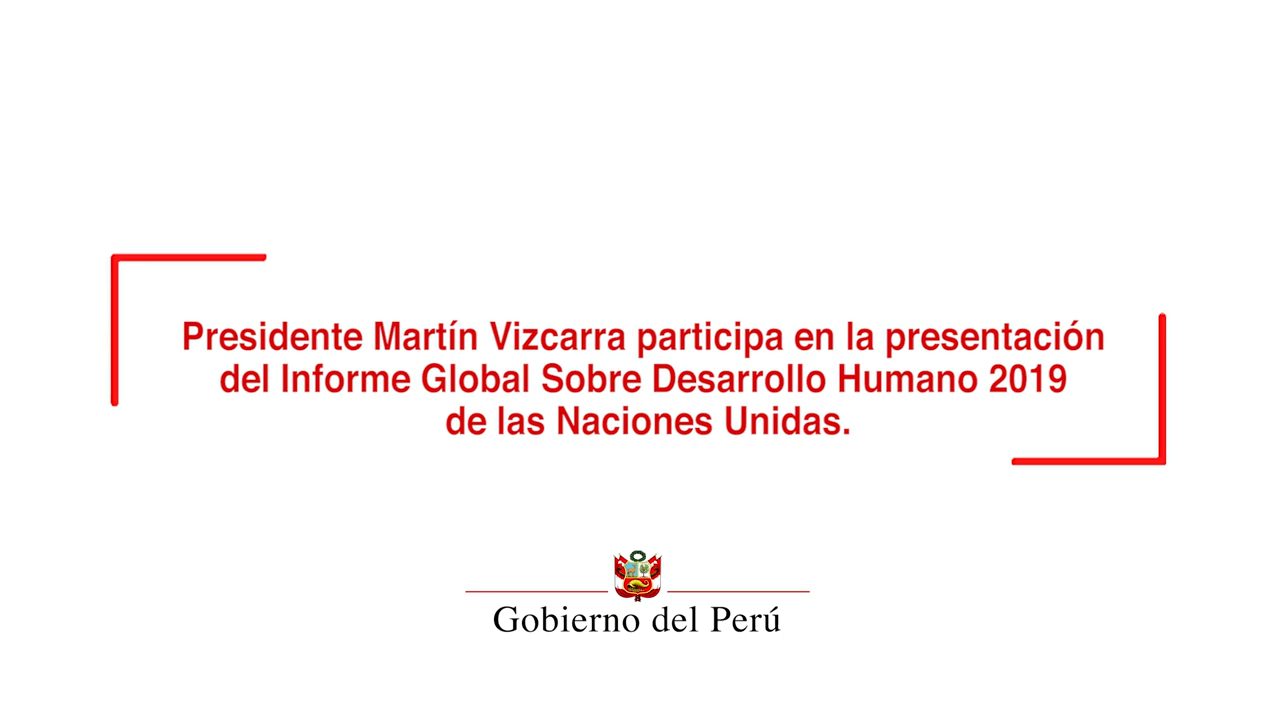 Presidente Martín Vizcarra participa en la presentación
del Informe Global Sobre Desarrollo Humano 2019
de las Naciones Unidas.
Gobierno del Perú